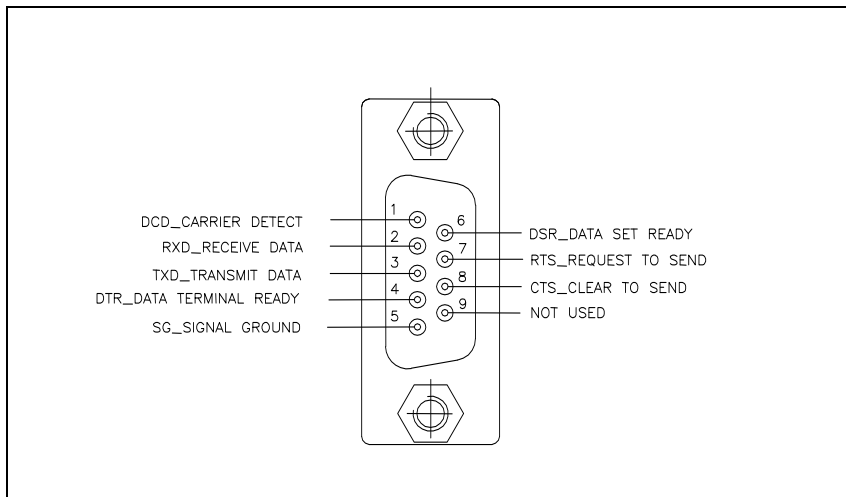 1
DCD_CARRIER DETECT
2
RXD_RECEIVE DATA
3
TXD_TRANSMIT DATA
4
DTR_DATA TERMINAL READY
5
SG_SIGNAL GROUND
6
DSR_DATA SET READY
7
RTS_REQUEST TO SEND
8
CTS_CLEAR TO SEND
9
NOT USED